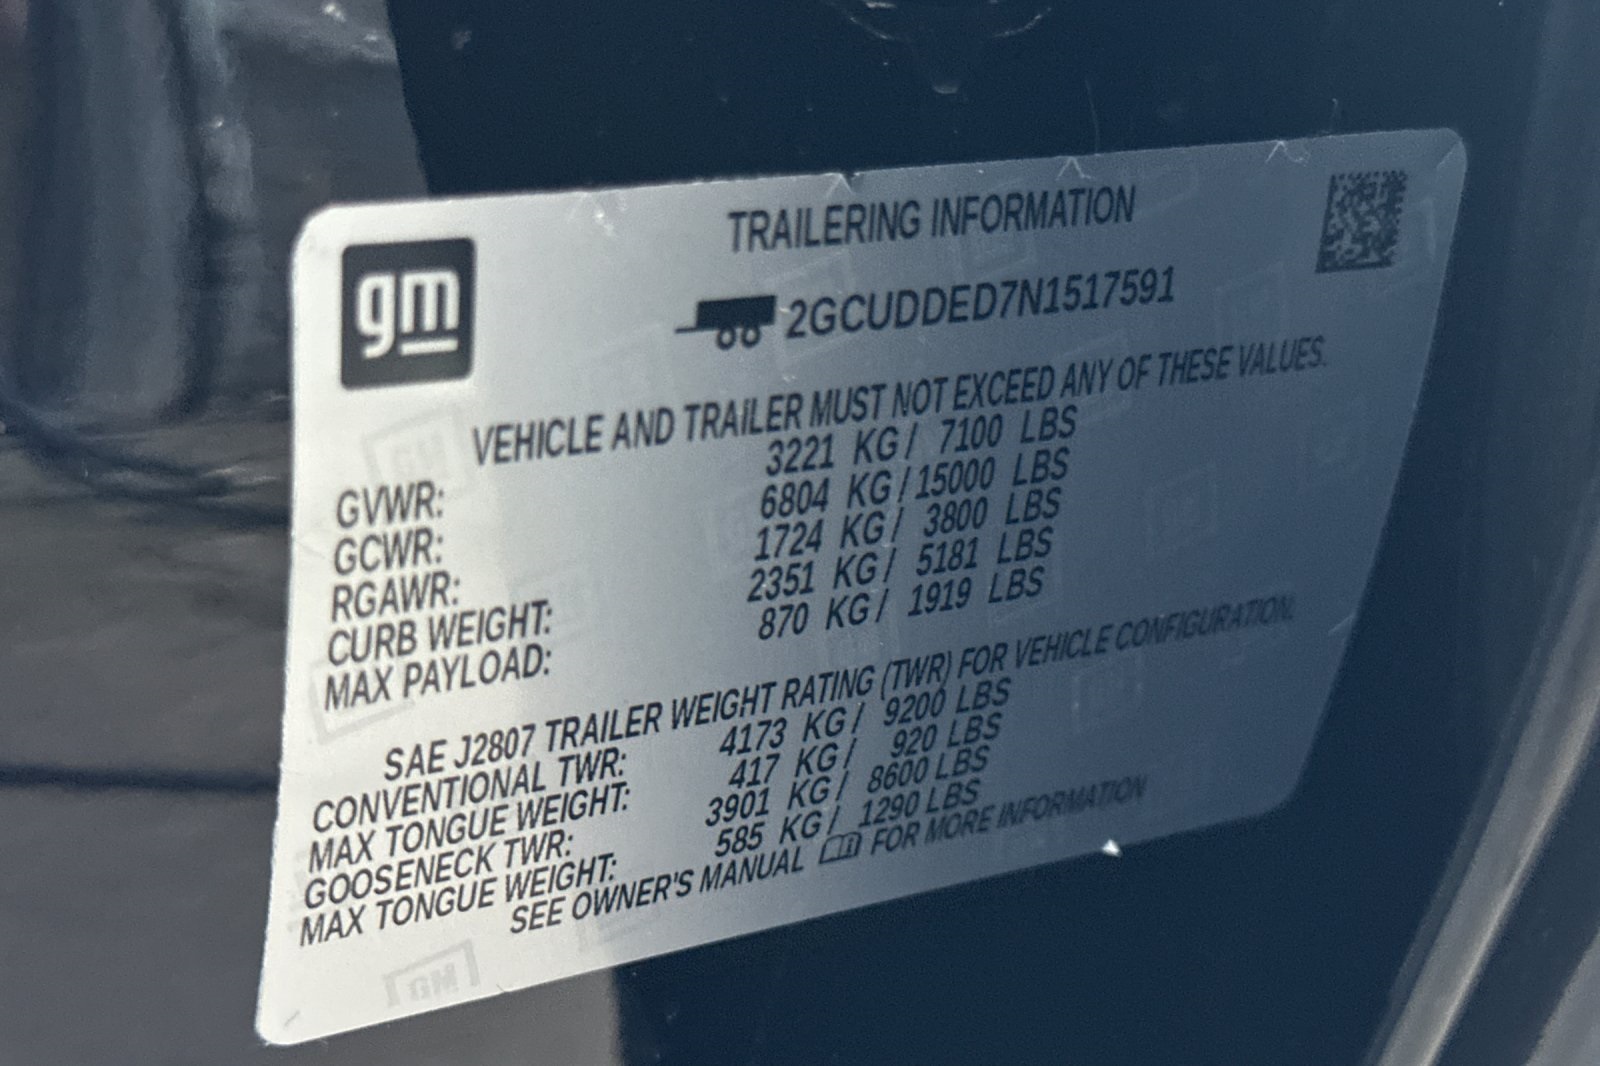 gm
TRAILERING INFORMATION
2GCUDDED7N1517591
VEHICLE AND TRAILER MUST NOT EXCEED ANY OF THESE VALUES.
GVWR: 3221 KG / 7100 LBS
GCWR: 6804 KG / 15000 LBS
RGAWR: 1724 KG / 3800 LBS
CURB WEIGHT: 2351 KG / 5181 LBS
MAX PAYLOAD: 870 KG / 1919 LBS
SAE J2807 TRAILER WEIGHT RATING (TWR) FOR VEHICLE CONFIGURATION.
CONVENTIONAL TWR: 4173 KG / 9200 LBS
MAX TONGUE WEIGHT: 417 KG / 920 LBS
GOOSENECK TWR: 3901 KG / 8600 LBS
MAX TONGUE WEIGHT: 585 KG / 1290 LBS
SEE OWNER'S MANUAL FOR MORE INFORMATION